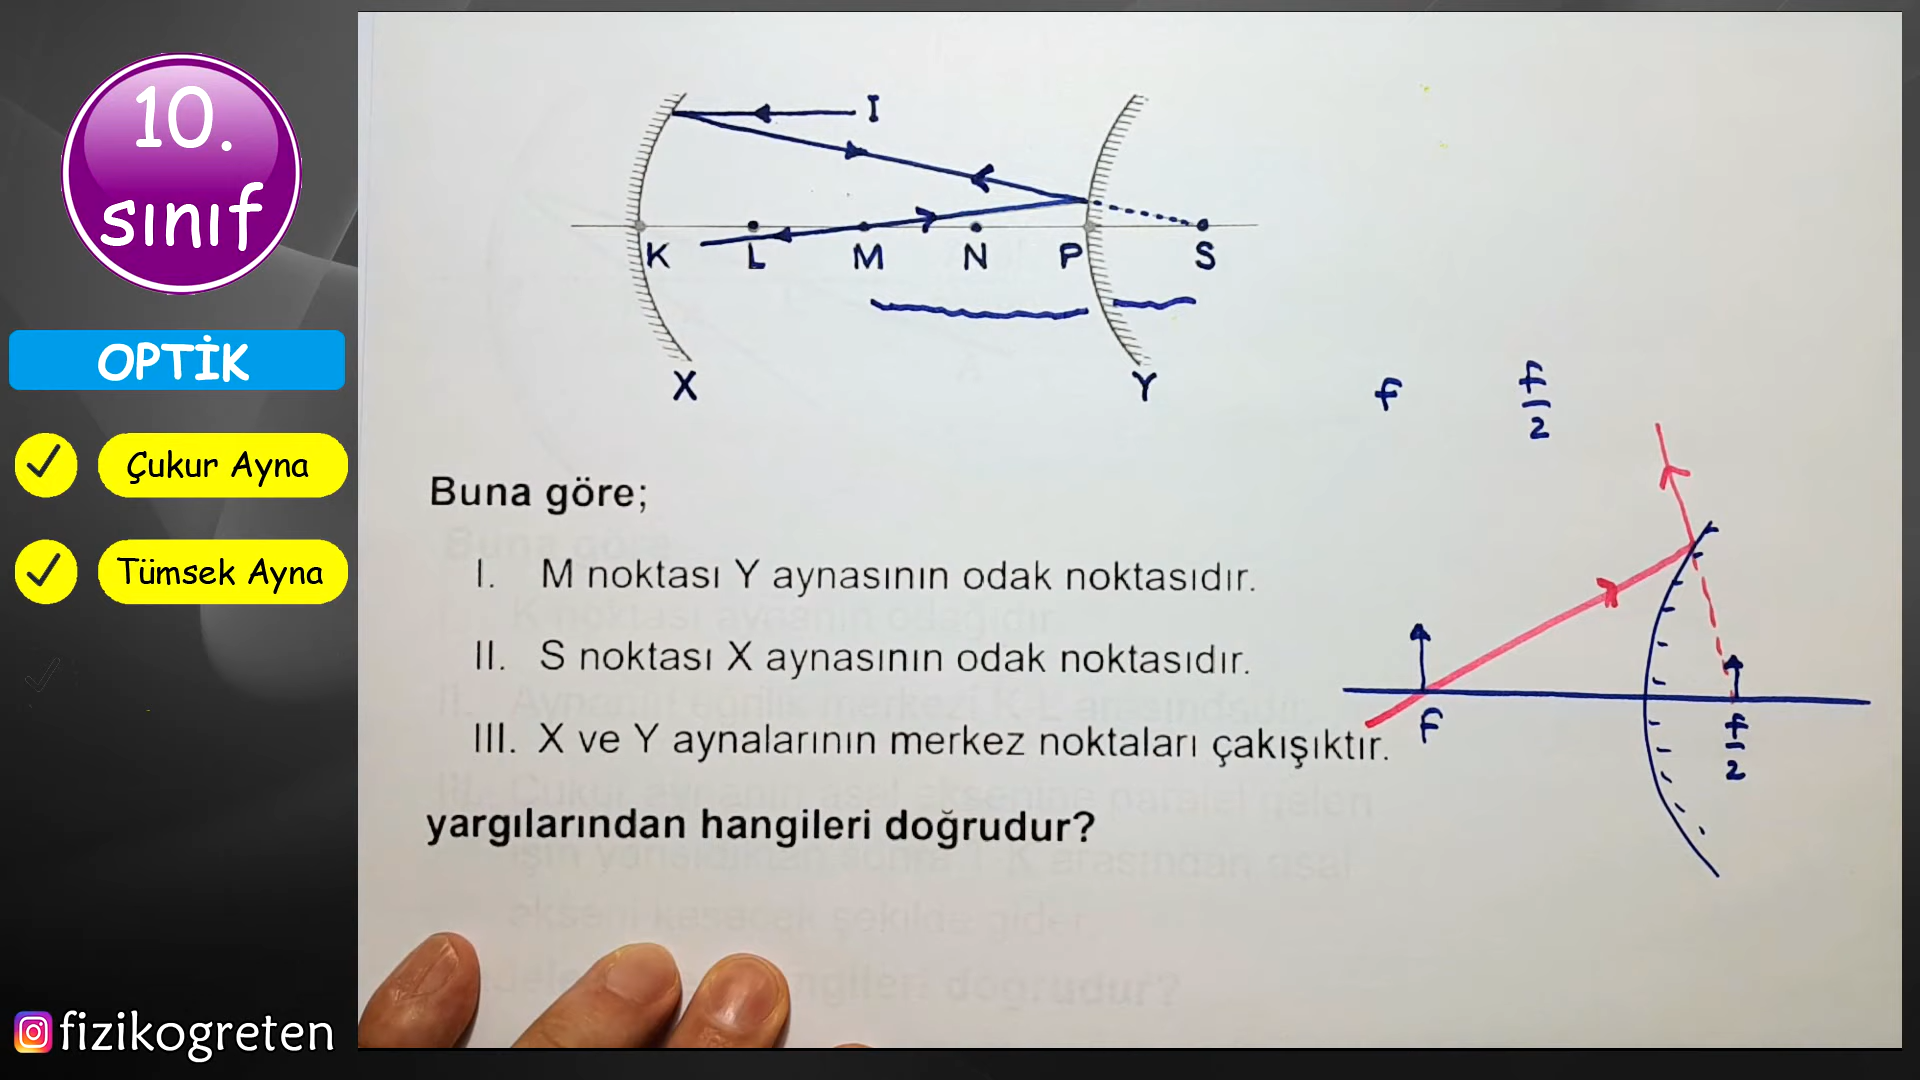 10.
sınıf
OPTİK
Çukur Ayna
Tümsek Ayna
fizikogreten
I
K L M N P S
X Y
f f/2
Buna göre;
I. M noktası Y aynasının odak noktasıdır.
II. S noktası X aynasının odak noktasıdır.
III. X ve Y aynalarının merkez noktaları çakışıktır.
yargılarından hangileri doğrudur?
f f/2